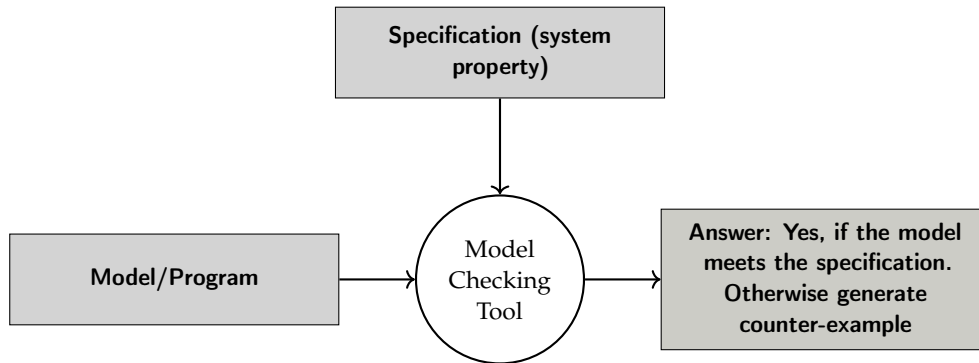 Specification (system
property)
Model/Program
Model
Checking
Tool
Answer: Yes, if the model
meets the specification.
Otherwise generate
counter-example